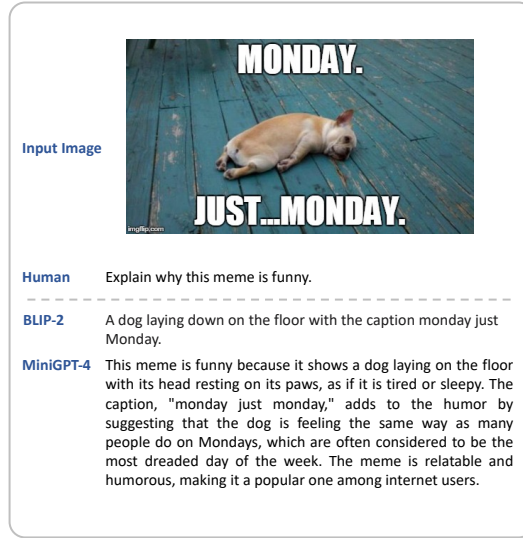 MONDAY.
Input Image
JUST...MONDAY.
imgflip.com
Human Explain why this meme is funny.
BLIP-2 A dog laying down on the floor with the caption monday just
Monday.
MiniGPT-4 This meme is funny because it shows a dog laying on the floor
with its head resting on its paws, as if it is tired or sleepy. The
caption, "monday just monday," adds to the humor by
suggesting that the dog is feeling the same way as many
people do on Mondays, which are often considered to be the
most dreaded day of the week. The meme is relatable and
humorous, making it a popular one among internet users.